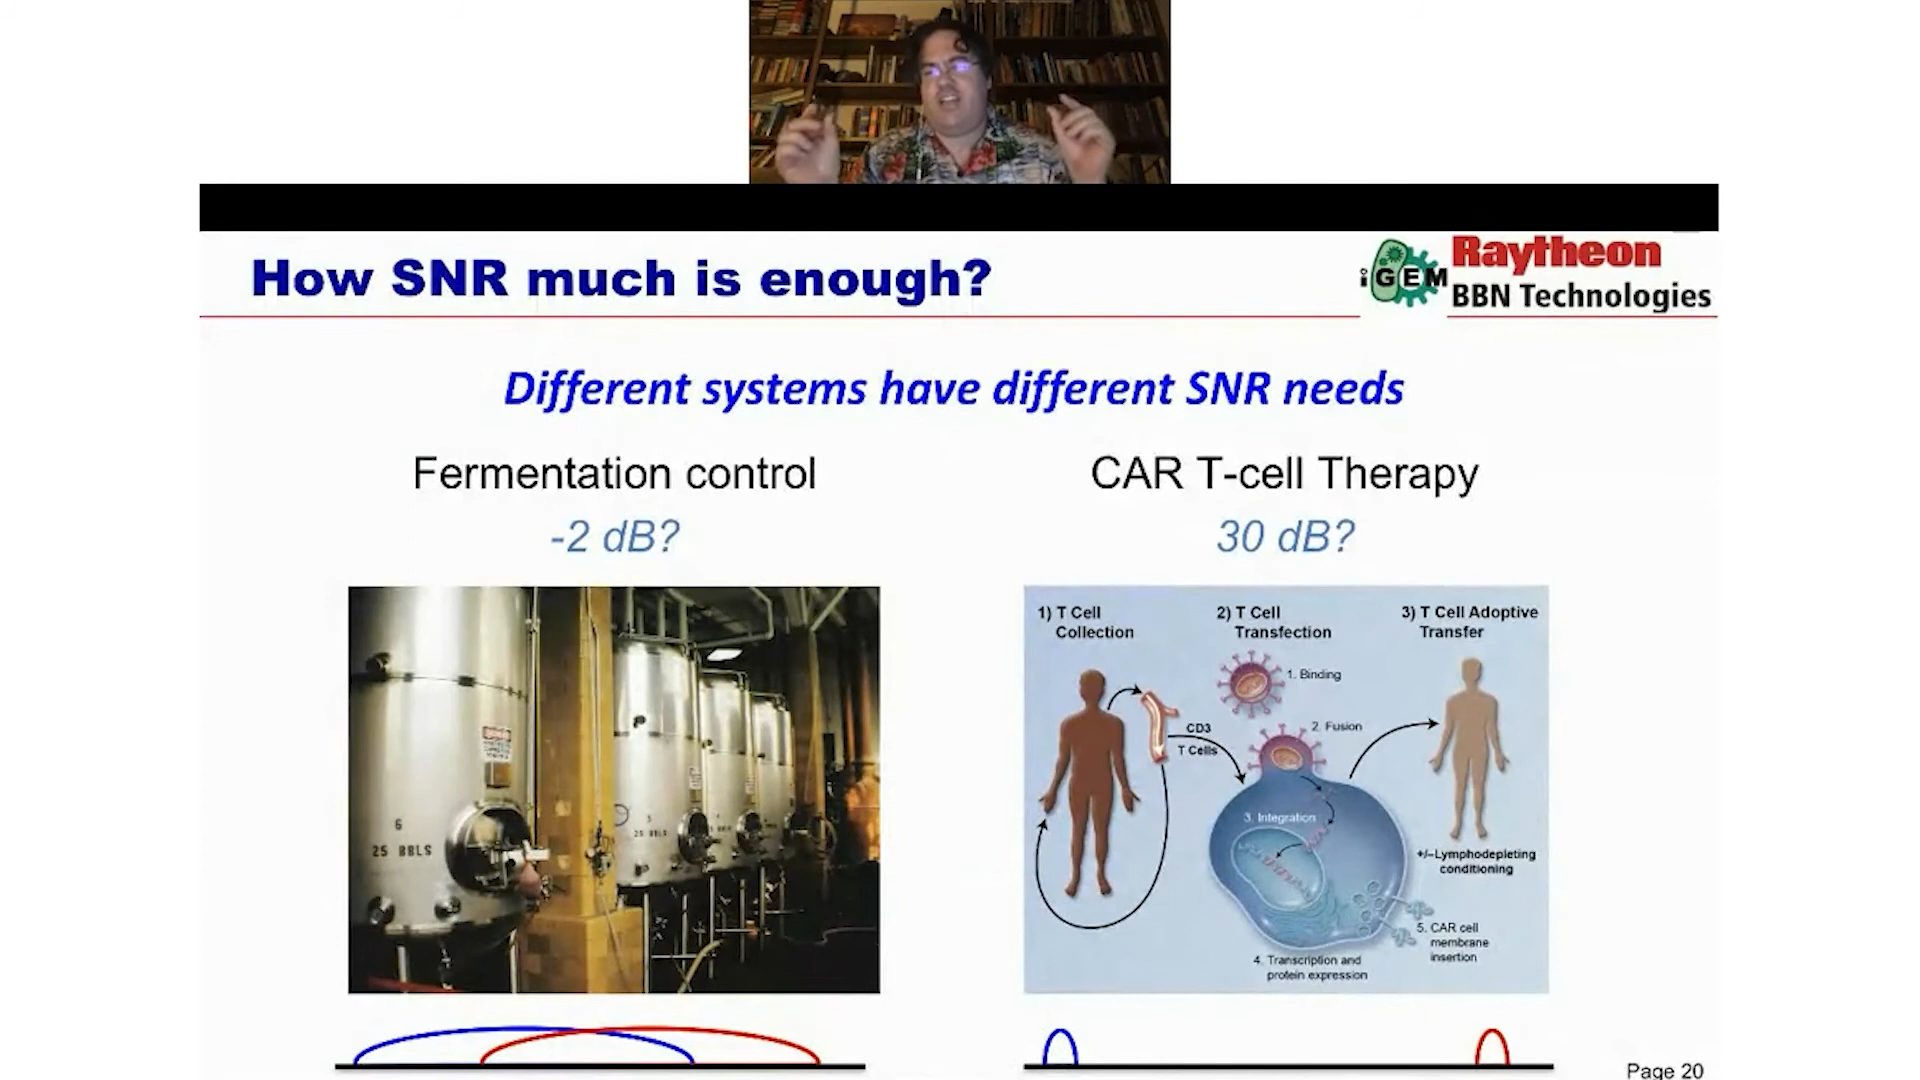 How SNR much is enough?
iGEM
Raytheon
BBN Technologies
Different systems have different SNR needs
Fermentation control
-2 dB?
6
25 BBLS
25 BBLS
CAR T-cell Therapy
30 dB?
1) T Cell
Collection
2) T Cell
Transfection
3) T Cell Adoptive
Transfer
1. Binding
2. Fusion
CD3
T Cells
3. Integration
+/–Lymphodepleting
conditioning
5. CAR cell
membrane
insertion
4. Transcription and
protein expression
Page 20